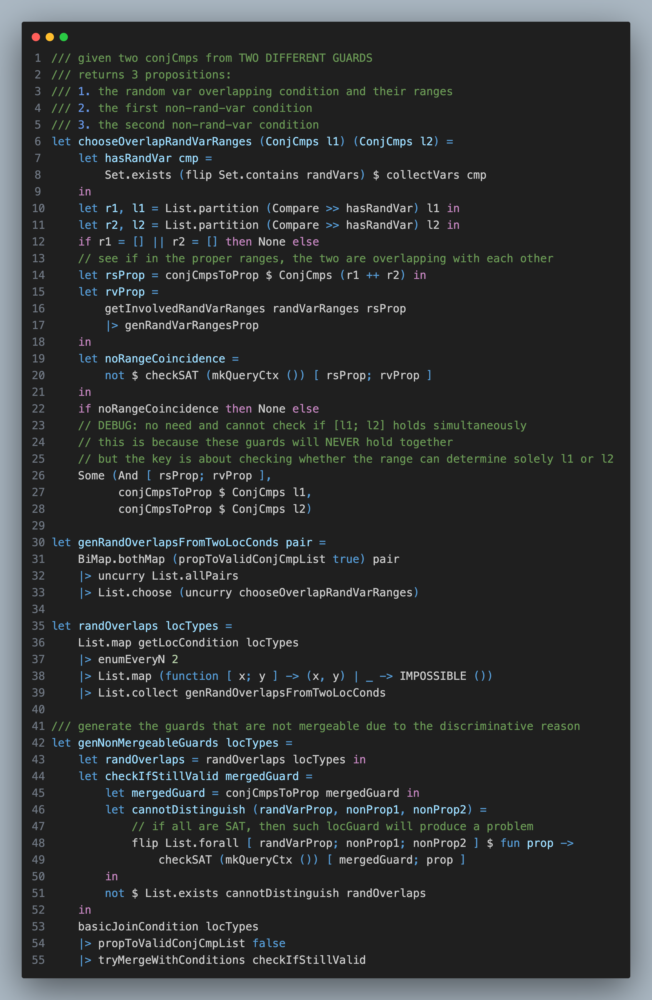 1 /// given two conjCmps from TWO DIFFERENT GUARDS
2 /// returns 3 propositions:
3 /// 1. the random var overlapping condition and their ranges
4 /// 2. the first non-rand-var condition
5 /// 3. the second non-rand-var condition
6 let chooseOverlapRandVarRanges (ConjCmps l1) (ConjCmps l2) =
7     let hasRandVar cmp =
8         Set.exists (flip Set.contains randVars) $ collectVars cmp
9     in
10     let r1, l1 = List.partition (Compare >> hasRandVar) l1 in
11     let r2, l2 = List.partition (Compare >> hasRandVar) l2 in
12     if r1 = [] || r2 = [] then None else
13     // see if in the proper ranges, the two are overlapping with each other
14     let rsProp = conjCmpsToProp $ ConjCmps (r1 ++ r2) in
15     let rvProp =
16         getInvolvedRandVarRanges randVarRanges rsProp
17         |> genRandVarRangesProp
18     in
19     let noRangeCoincidence =
20         not $ checkSAT (mkQueryCtx ()) [ rsProp; rvProp ]
21     in
22     if noRangeCoincidence then None else
23     // DEBUG: no need and cannot check if [l1; l2] holds simultaneously
24     // this is because these guards will NEVER hold together
25     // but the key is about checking whether the range can determine solely l1 or l2
26     Some (And [ rsProp; rvProp ],
27           conjCmpsToProp $ ConjCmps l1,
28           conjCmpsToProp $ ConjCmps l2)
29
30 let genRandOverlapsFromTwoLocConds pair =
31     BiMap.bothMap (propToValidConjCmpList true) pair
32     |> uncurry List.allPairs
33     |> List.choose (uncurry chooseOverlapRandVarRanges)
34
35 let randOverlaps locTypes =
36     List.map getLocCondition locTypes
37     |> enumEveryN 2
38     |> List.map (function [ x; y ] -> (x, y) | _ -> IMPOSSIBLE ())
39     |> List.collect genRandOverlapsFromTwoLocConds
40
41 /// generate the guards that are not mergeable due to the discriminative reason
42 let genNonMergeableGuards locTypes =
43     let randOverlaps = randOverlaps locTypes in
44     let checkIfStillValid mergedGuard =
45         let mergedGuard = conjCmpsToProp mergedGuard in
46         let cannotDistinguish (randVarProp, nonProp1, nonProp2) =
47             // if all are SAT, then such locGuard will produce a problem
48             flip List.forall [ randVarProp; nonProp1; nonProp2 ] $ fun prop ->
49                 checkSAT (mkQueryCtx ()) [ mergedGuard; prop ]
50         in
51         not $ List.exists cannotDistinguish randOverlaps
52     in
53     basicJoinCondition locTypes
54     |> propToValidConjCmpList false
55     |> tryMergeWithConditions checkIfStillValid